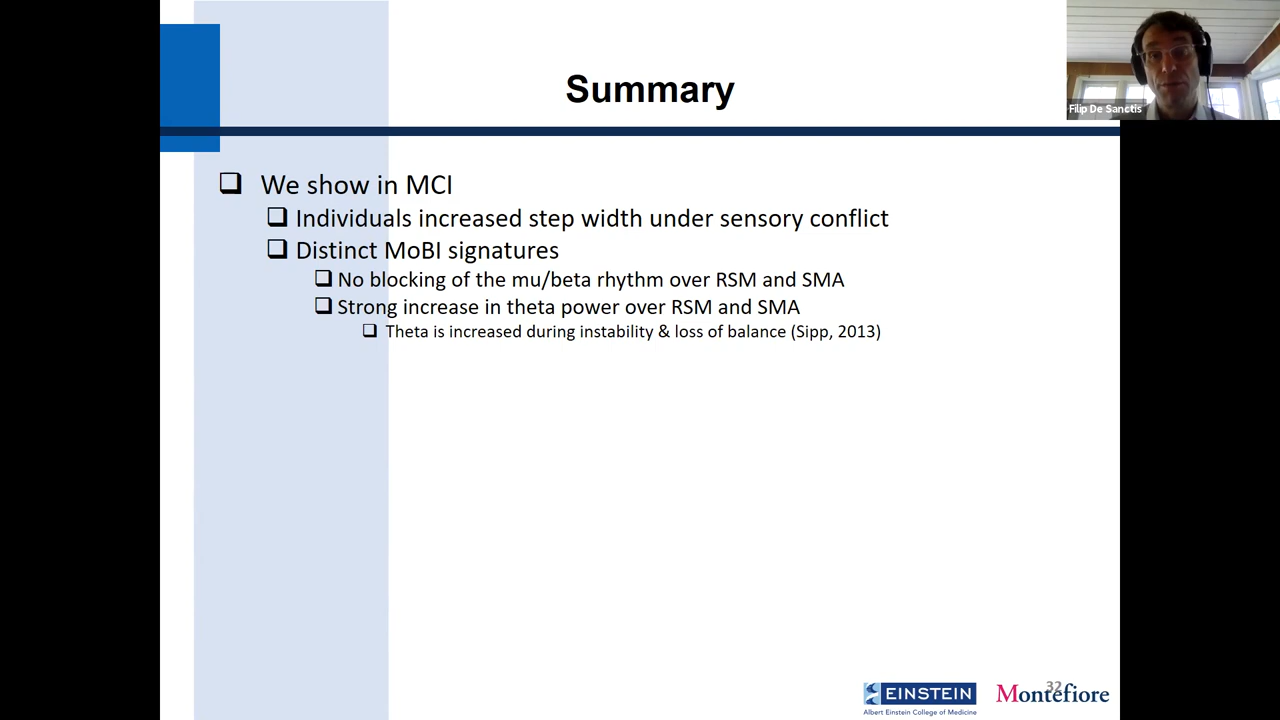 Summary
Filip De Sanctis
We show in MCI
Individuals increased step width under sensory conflict
Distinct MoBI signatures
No blocking of the mu/beta rhythm over RSM and SMA
Strong increase in theta power over RSM and SMA
Theta is increased during instability & loss of balance (Sipp, 2013)
EINSTEIN
Albert Einstein College of Medicine
Montefiore
32